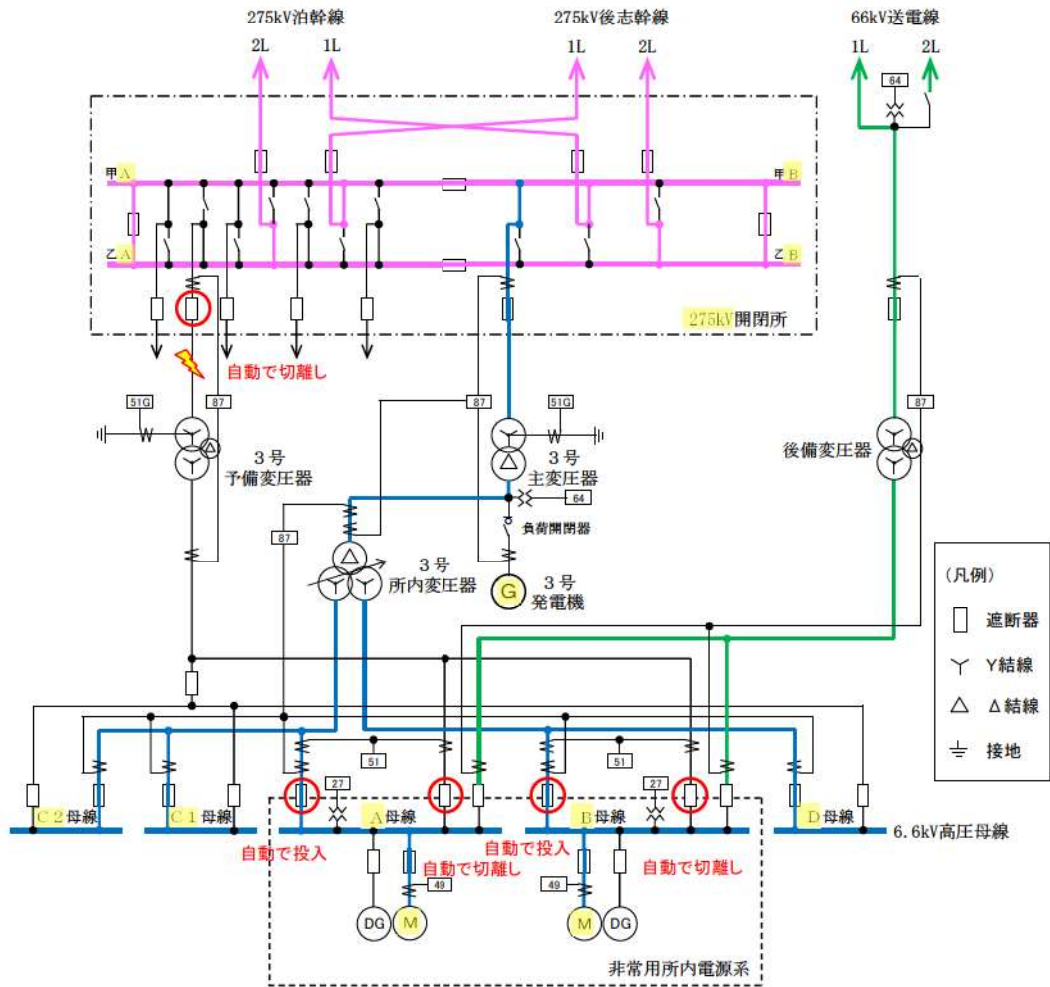 275kV泊幹線
275kV後志幹線
66kV送電線
2L
1L
1L
2L
1L
2L
64
甲A
甲B
乙A
乙B
275kV開閉所
自動で切離し
51G
87
87
51G
87
3号
予備変圧器
3号
主変圧器
後備変圧器
64
87
負荷開閉器
3号
所内変圧器
G
3号
発電機
(凡例)
遮断器
Y結線
Δ結線
接地
51
51
27
27
C2母線
C1母線
A母線
B母線
D母線
6.6kV高圧母線
自動で投入
自動で切離し
自動で投入
自動で切離し
49
49
DG
M
M
DG
非常用所内電源系